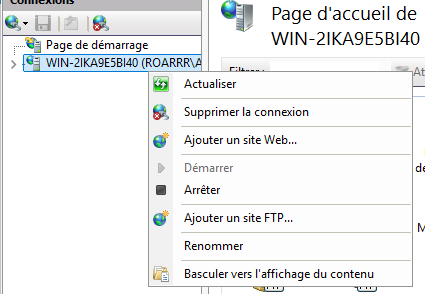 Connexions
Page de démarrage
WIN-2IKA9E5BI40 (ROARRR\A
Page d'accueil de
WIN-2IKA9E5BI40
Filtrer
Actualiser
Supprimer la connexion
Ajouter un site Web...
Démarrer
Arrêter
Ajouter un site FTP...
Renommer
Basculer vers l'affichage du contenu